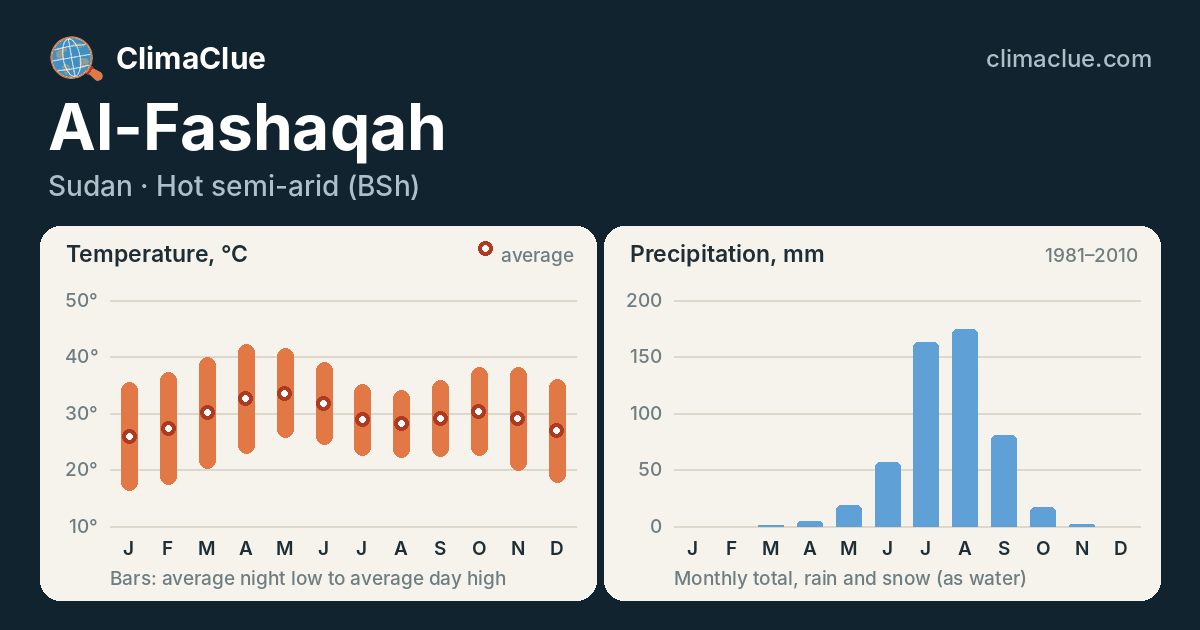 ClimaClue
climaclue.com
Al-Fashaqah
Sudan · Hot semi-arid (BSh)
Temperature, °C
average
50°
40°
30°
20°
10°
J F M A M J J A S O N D
Bars: average night low to average day high
Precipitation, mm
1981–2010
200
150
100
50
0
J F M A M J J A S O N D
Monthly total, rain and snow (as water)